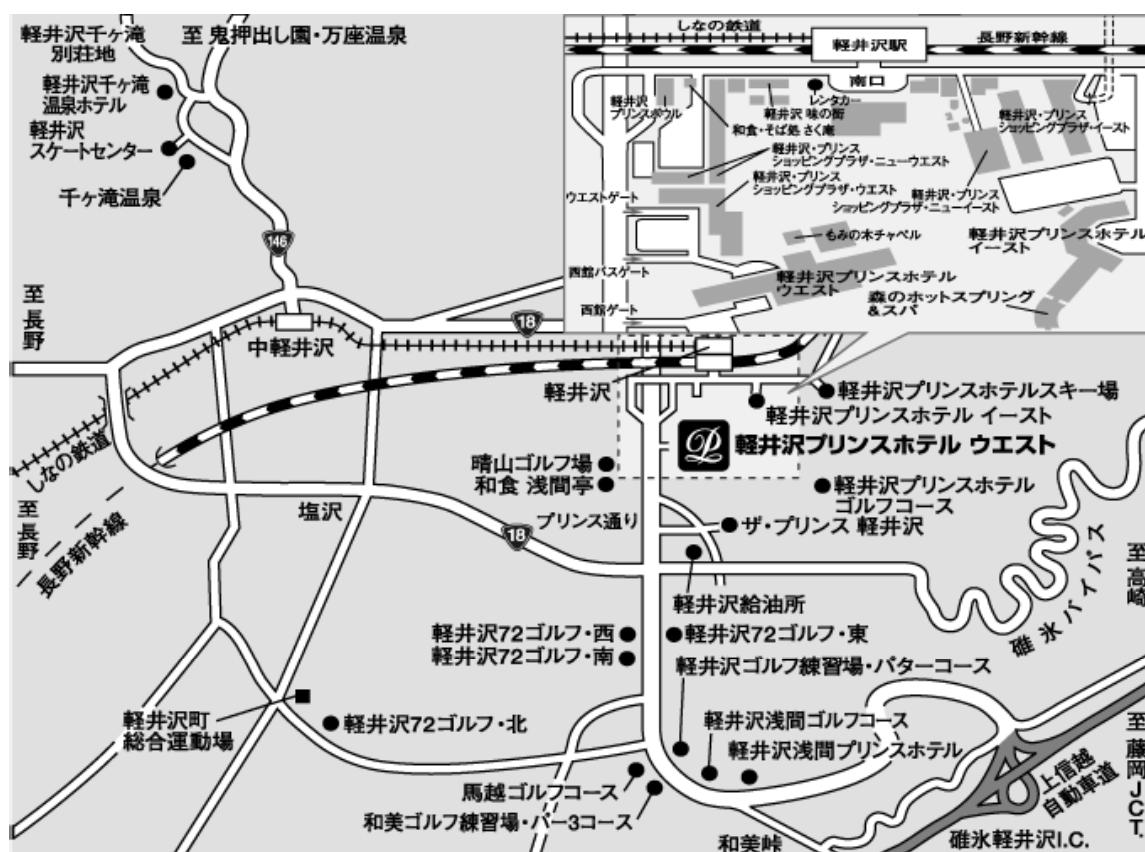 軽井沢千ヶ滝
別荘地
至 鬼押出し園・万座温泉
軽井沢千ヶ滝
温泉ホテル
軽井沢
スケートセンター
千ヶ滝温泉
146
至 長野
18
中軽井沢
しなの鉄道
至 長野
長野新幹線
塩沢
18
軽井沢
しなの鉄道
軽井沢駅
長野新幹線
南口
軽井沢
プリンスボウル
軽井沢 味の街
レンタカー
和食・そば処 さく庵
軽井沢・プリンス
ショッピングプラザ・イースト
軽井沢・プリンス
ショッピングプラザ・ニューウエスト
軽井沢・プリンス
ショッピングプラザ・ウエスト
軽井沢・プリンス
ショッピングプラザ・ニューイースト
ウエストゲート
もみの木チャペル
軽井沢プリンスホテル
イースト
西館バスゲート
軽井沢プリンスホテル
ウエスト
西館ゲート
森のホットスプリング
&スパ
軽井沢プリンスホテルスキー場
軽井沢プリンスホテル イースト
軽井沢プリンスホテル ウエスト
晴山ゴルフ場
和食 浅間亭
軽井沢プリンスホテル
ゴルフコース
プリンス通り
ザ・プリンス 軽井沢
軽井沢給油所
至 高崎
碓氷バイパス
軽井沢72ゴルフ・西
軽井沢72ゴルフ・東
軽井沢72ゴルフ・南
軽井沢ゴルフ練習場・パターコース
軽井沢町
総合運動場
軽井沢72ゴルフ・北
軽井沢浅間ゴルフコース
軽井沢浅間プリンスホテル
馬越ゴルフコース
和美ゴルフ練習場・パー3コース
和美峠
至 藤岡JCT.
上信越
自動車道
碓氷軽井沢I.C.